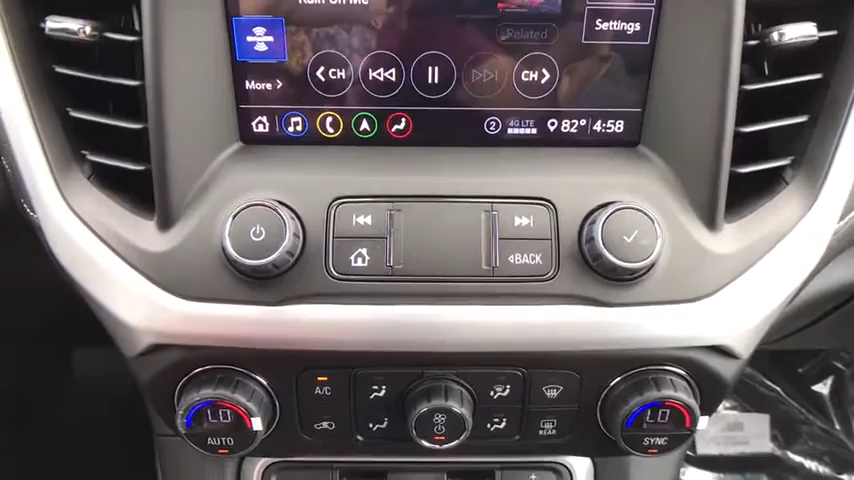 Rain On Me
Related
Settings
More >
< CH
CH >
2 4G LTE 82° 4:58
BACK
A/C
REAR
LO
AUTO
LO
SYNC